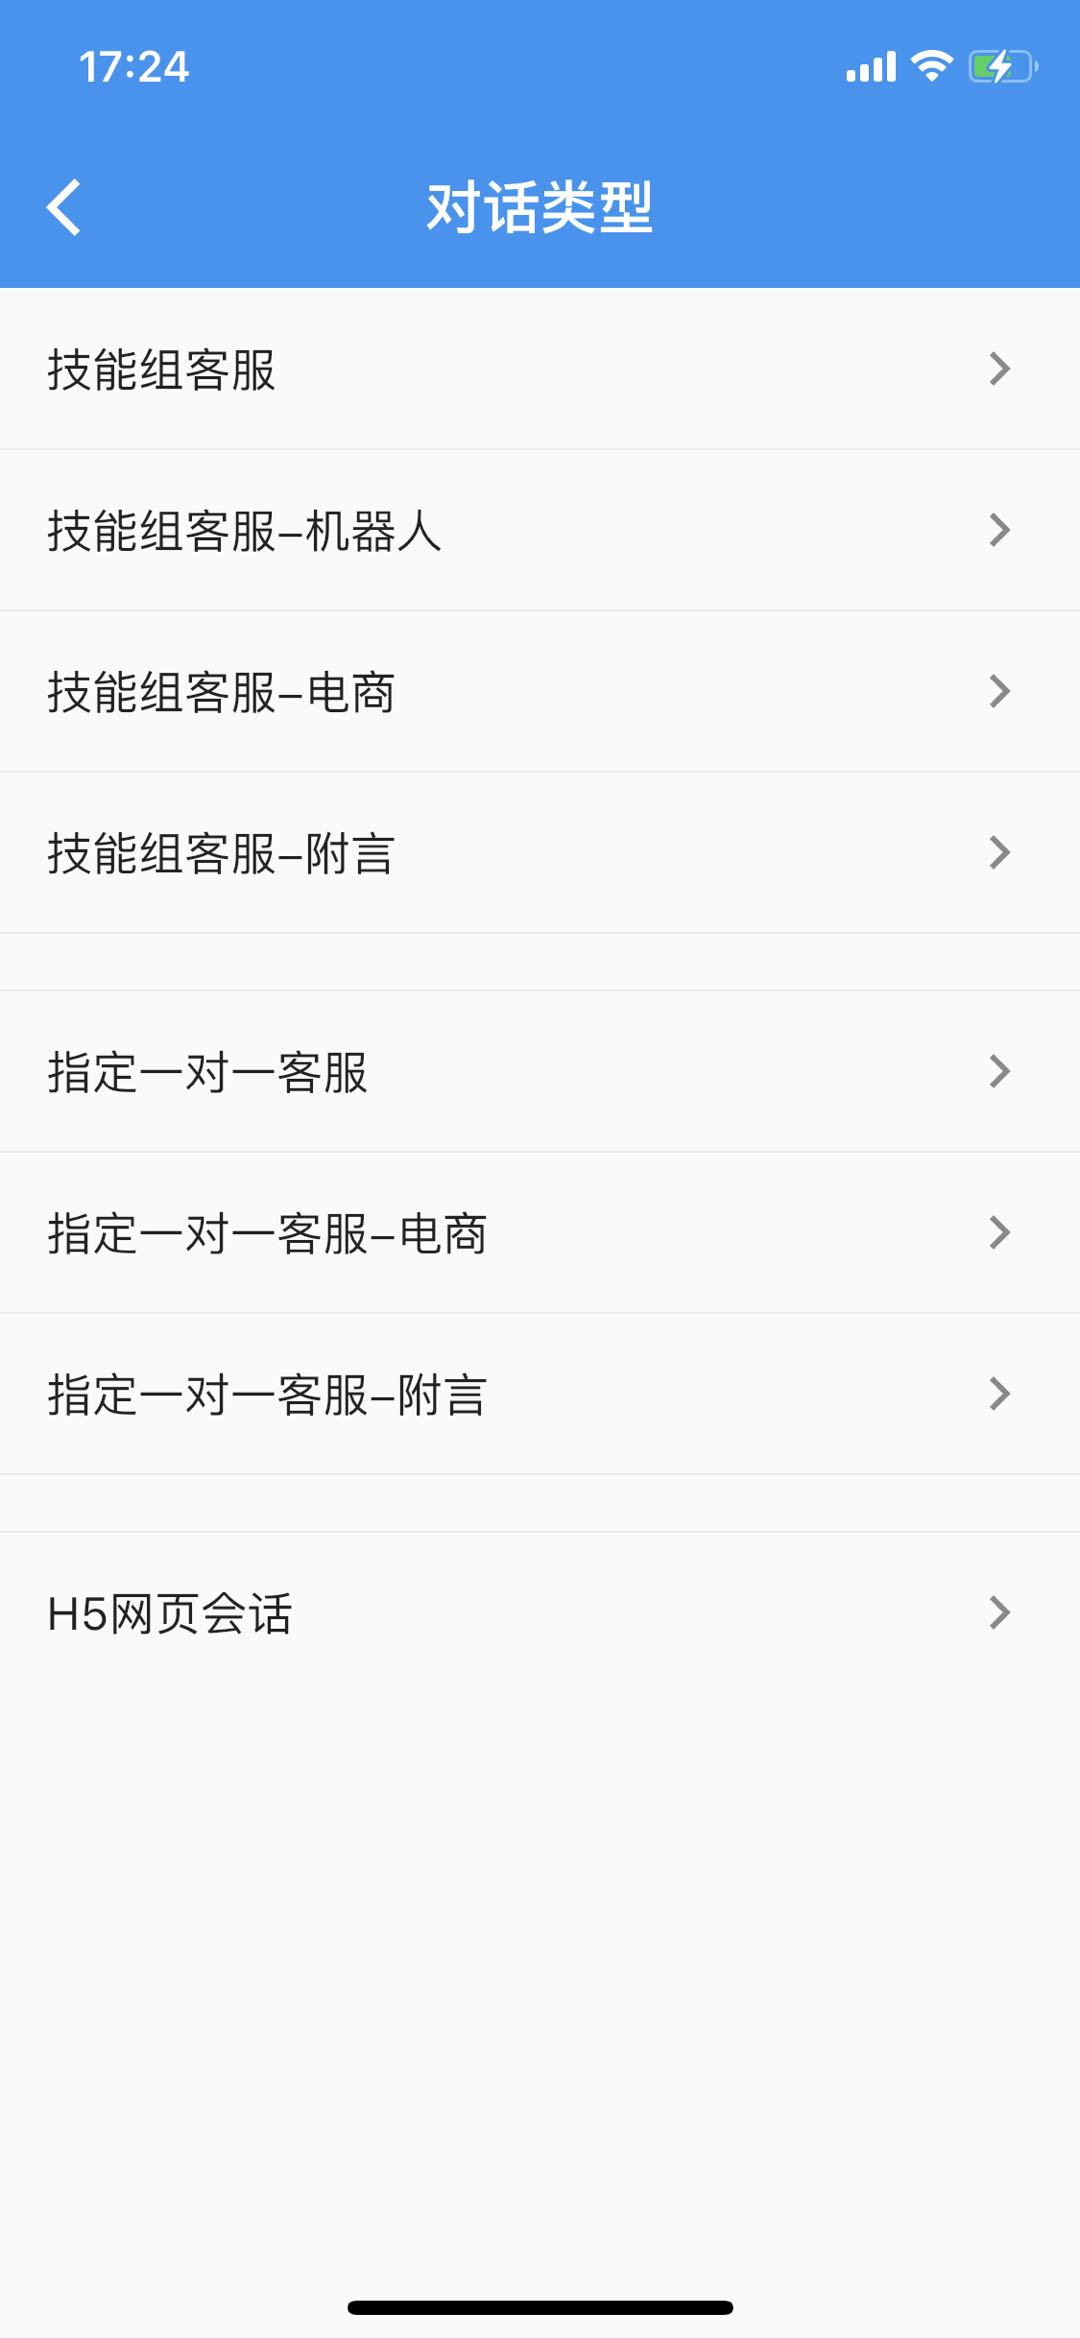 17:24
对话类型
技能组客服
技能组客服-机器人
技能组客服-电商
技能组客服-附言
指定一对一客服
指定一对一客服-电商
指定一对一客服-附言
H5网页会话